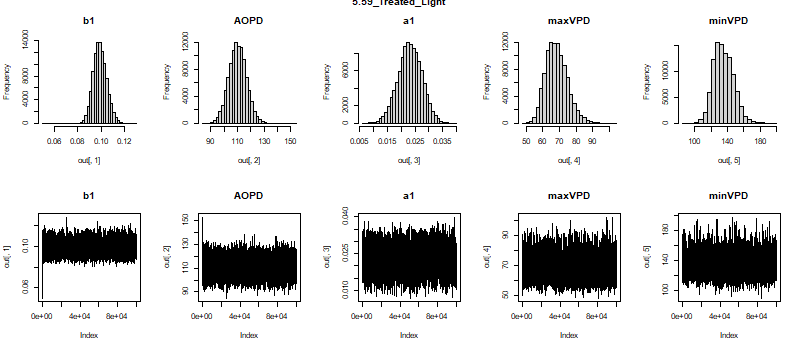 5.59_Treated_Light
b1 AOPD a1 maxVPD minVPD
Frequency 0 4000 8000 14000
0.06 0.08 0.10 0.12
out[, 1]
Frequency 0 4000 8000 12000
90 110 130 150
out[, 2]
Frequency 0 2000 6000
0.005 0.015 0.025 0.035
out[, 3]
Frequency 0 4000 8000 12000
50 60 70 80 90
out[, 4]
Frequency 0 4000 10000
100 140 180
out[, 5]
b1 AOPD a1 maxVPD minVPD
out[, 1] 0.06 0.10
0e+00 4e+04 8e+04
Index
out[, 2] 90 110 130 150
0e+00 4e+04 8e+04
Index
out[, 3] 0.010 0.025 0.040
0e+00 4e+04 8e+04
Index
out[, 4] 50 70 90
0e+00 4e+04 8e+04
Index
out[, 5] 100 140 180
0e+00 4e+04 8e+04
Index